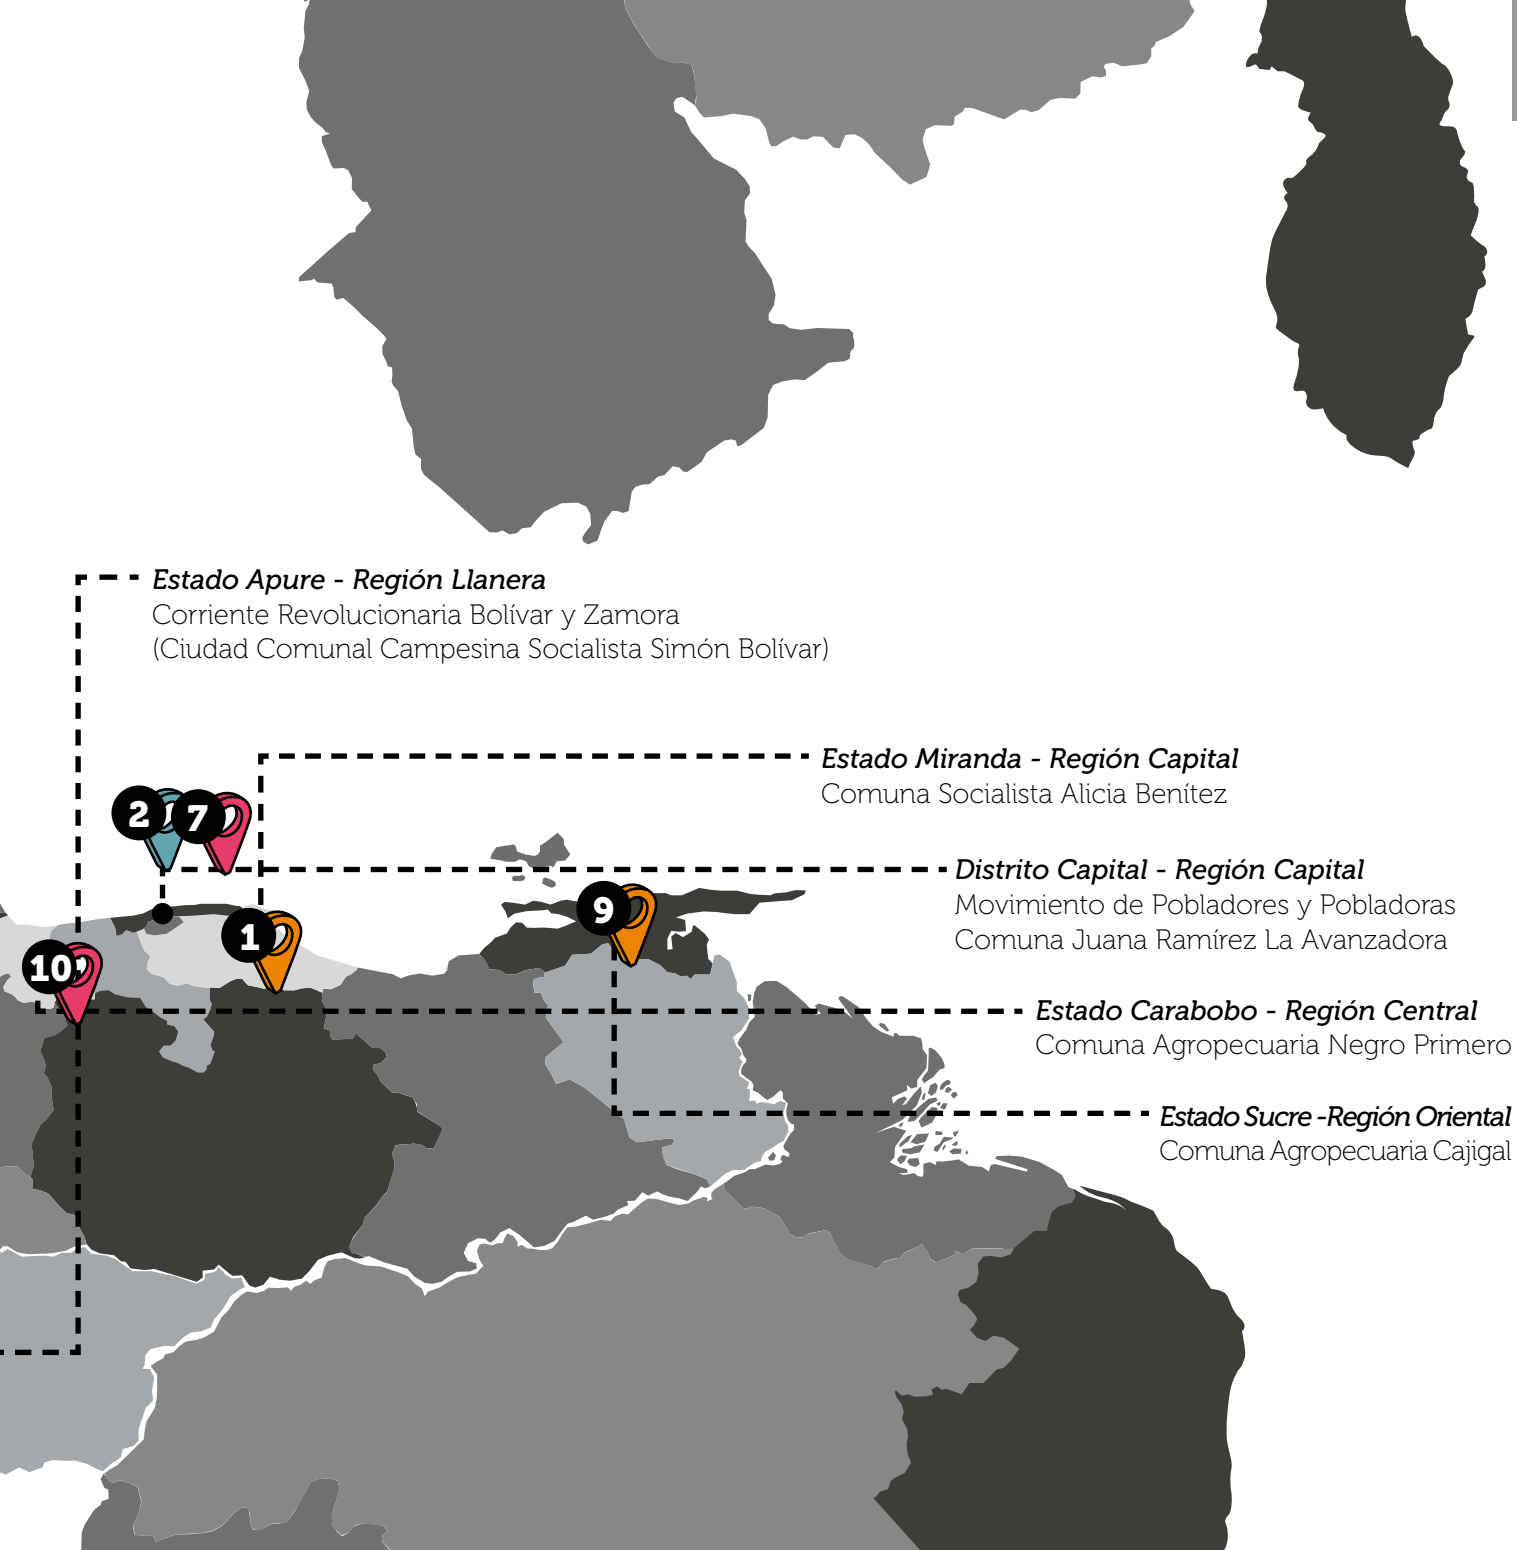 Estado Apure - Región Llanera
Corriente Revolucionaria Bolívar y Zamora
(Ciudad Comunal Campesina Socialista Simón Bolívar)
Estado Miranda - Región Capital
Comuna Socialista Alicia Benítez
2
7
Distrito Capital - Región Capital
Movimiento de Pobladores y Pobladoras
Comuna Juana Ramírez La Avanzadora
9
1
10
Estado Carabobo - Región Central
Comuna Agropecuaria Negro Primero
Estado Sucre -Región Oriental
Comuna Agropecuaria Cajigal